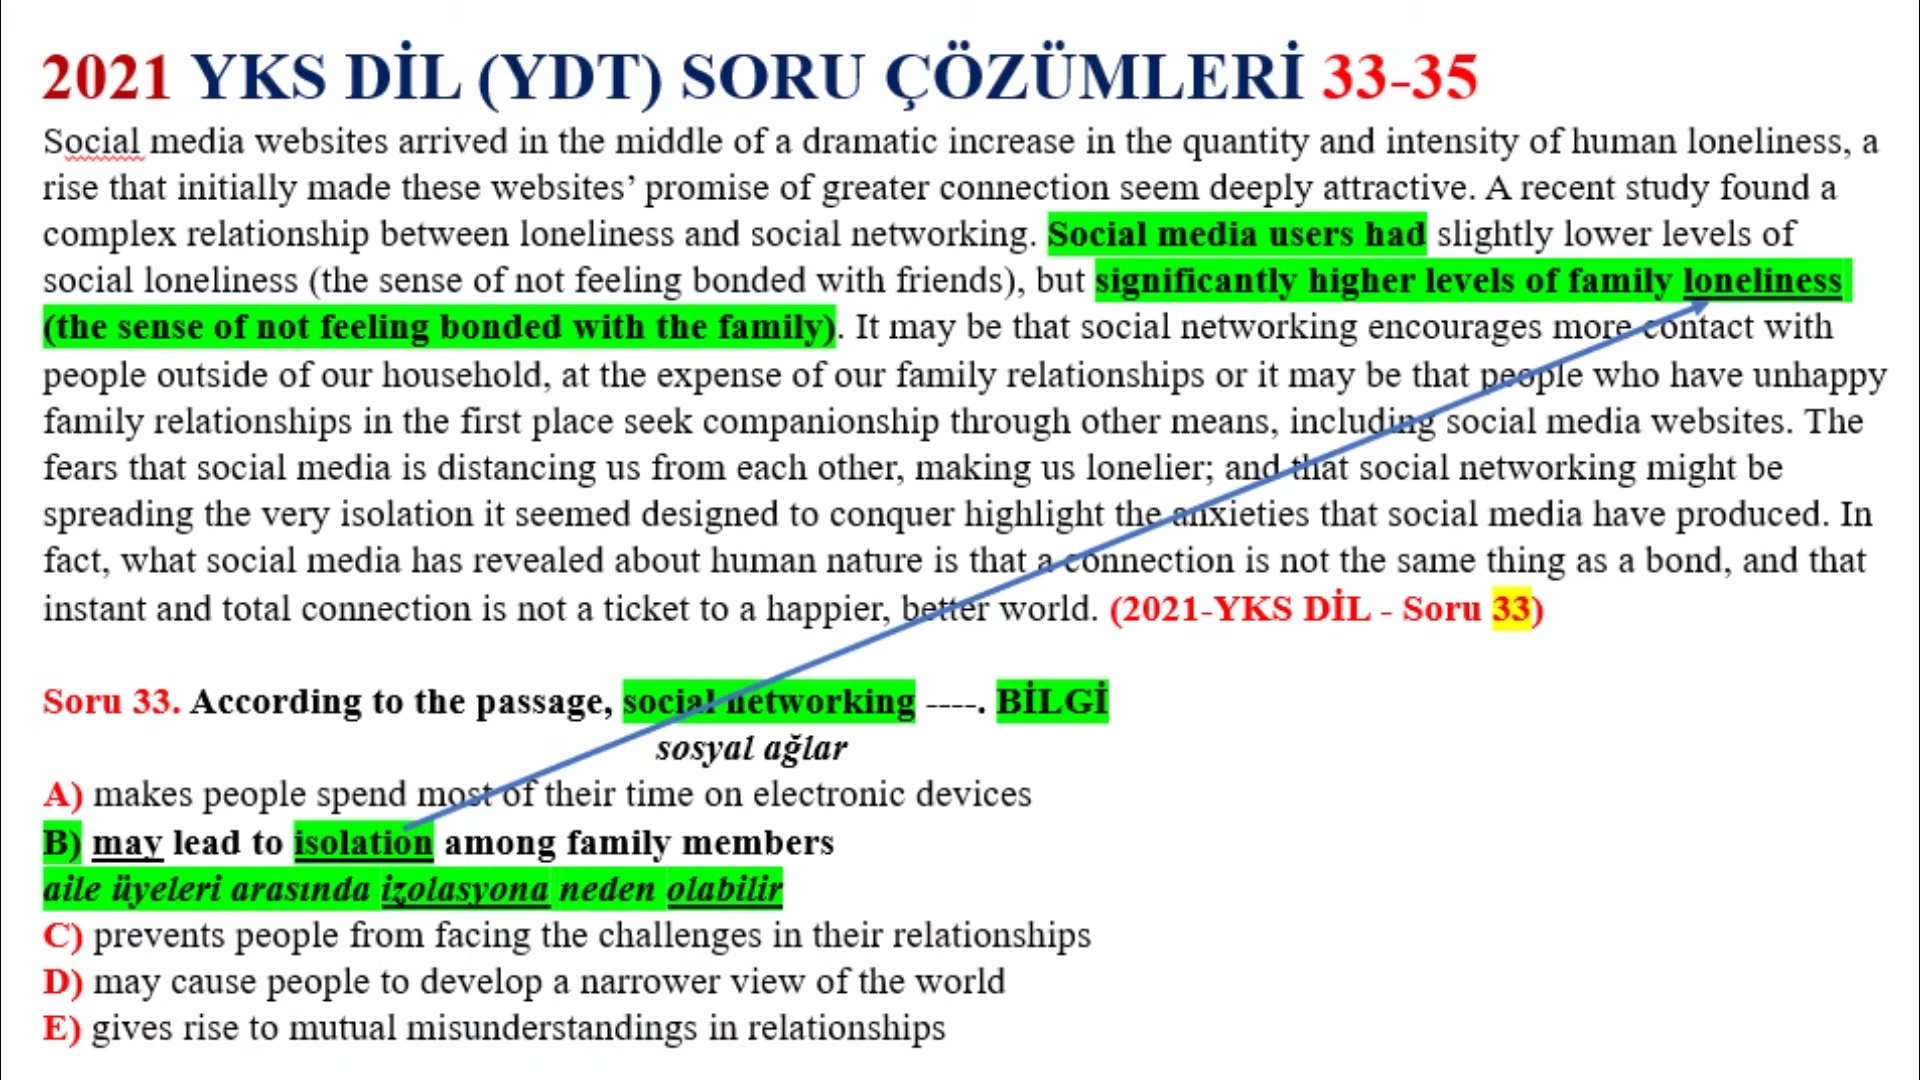 2021 YKS DİL (YDT) SORU ÇÖZÜMLERİ 33-35
Social media websites arrived in the middle of a dramatic increase in the quantity and intensity of human loneliness, a
rise that initially made these websites’ promise of greater connection seem deeply attractive. A recent study found a
complex relationship between loneliness and social networking. Social media users had slightly lower levels of
social loneliness (the sense of not feeling bonded with friends), but significantly higher levels of family loneliness
(the sense of not feeling bonded with the family). It may be that social networking encourages more contact with
people outside of our household, at the expense of our family relationships or it may be that people who have unhappy
family relationships in the first place seek companionship through other means, including social media websites. The
fears that social media is distancing us from each other, making us lonelier; and that social networking might be
spreading the very isolation it seemed designed to conquer highlight the anxieties that social media have produced. In
fact, what social media has revealed about human nature is that a connection is not the same thing as a bond, and that
instant and total connection is not a ticket to a happier, better world. (2021-YKS DİL - Soru 33)
Soru 33. According to the passage, social networking ----. BİLGİ
sosyal ağlar
A) makes people spend most of their time on electronic devices
B) may lead to isolation among family members
aile üyeleri arasında izolasyona neden olabilir
C) prevents people from facing the challenges in their relationships
D) may cause people to develop a narrower view of the world
E) gives rise to mutual misunderstandings in relationships